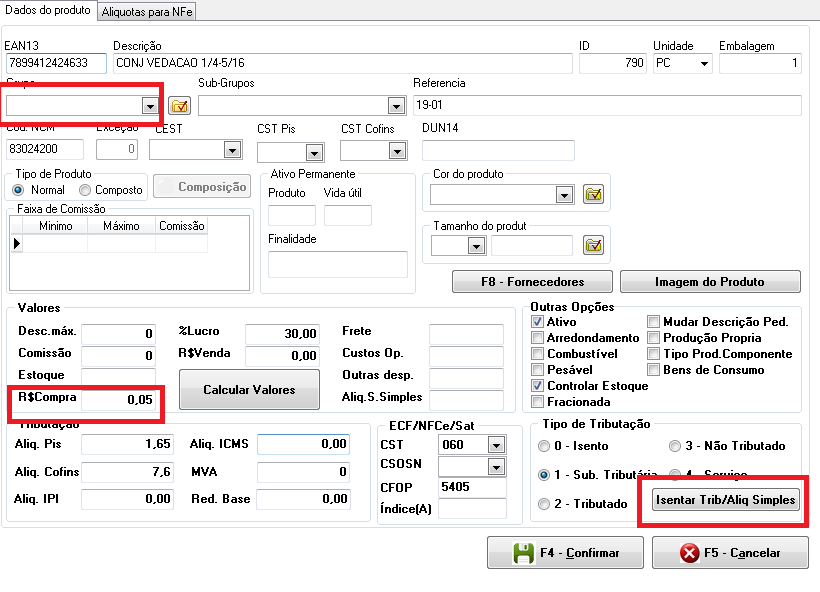 Dados do produto Aliquotas para NFe
EAN13 Descrição ID Unidade Embalagem
7899412424633 CONJ VEDACAO 1/4-5/16 790 PC 1
Grupo Sub-Grupos Referencia
19-01
Cod. NCM Exceção CEST CST Pis CST Cofins DUN14
83024200 0
Tipo de Produto Ativo Permanente Cor do produto
Normal Composto Composição Produto Vida útil
Faixa de Comissão
Minimo Máximo Comissão
Tamanho do produt
Finalidade
F8 - Fornecedores Imagem do Produto
Valores Outras Opções
Desc.máx. 0 %Lucro 30,00 Frete
Comissão 0 R$Venda 0,00 Custos Op.
Estoque Calcular Valores Outras desp.
R$Compra 0,05 Aliq.S.Simples
Ativo Mudar Descrição Ped.
Arredondamento Produção Propria
Combustível Tipo Prod.Componente
Pesável Bens de Consumo
Controlar Estoque
Fracionada
Tributação ECF/NFCe/Sat Tipo de Tributação
Aliq. Pis 1,65 Aliq. ICMS 0,00 CST 060 0 - Isento 3 - Não Tributado
Aliq. Cofins 7,6 MVA 0 CSOSN 1 - Sub. Tributária 4 - Serviço
CFOP 5405
Aliq. IPI 0,00 Red. Base 0,00 Índice(A) 2 - Tributado Isentar Trib/Aliq Simples
F4 - Confirmar F5 - Cancelar